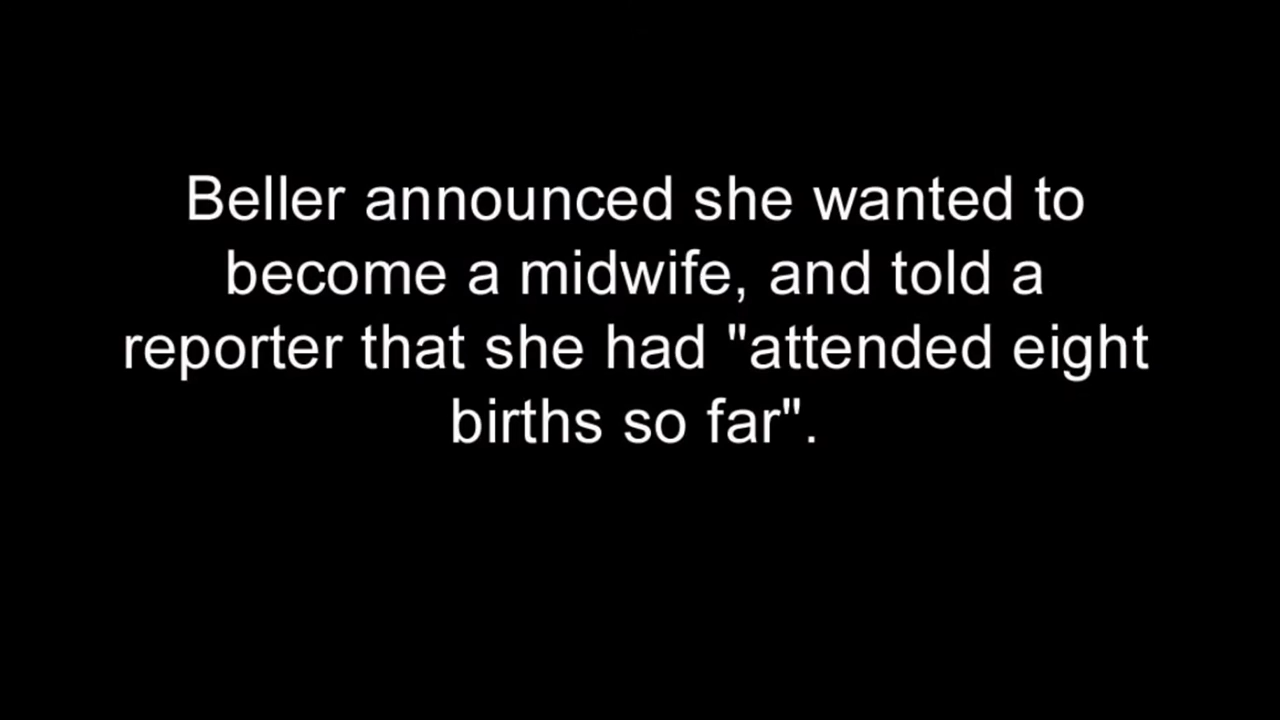 Beller announced she wanted to
become a midwife, and told a
reporter that she had "attended eight
births so far".